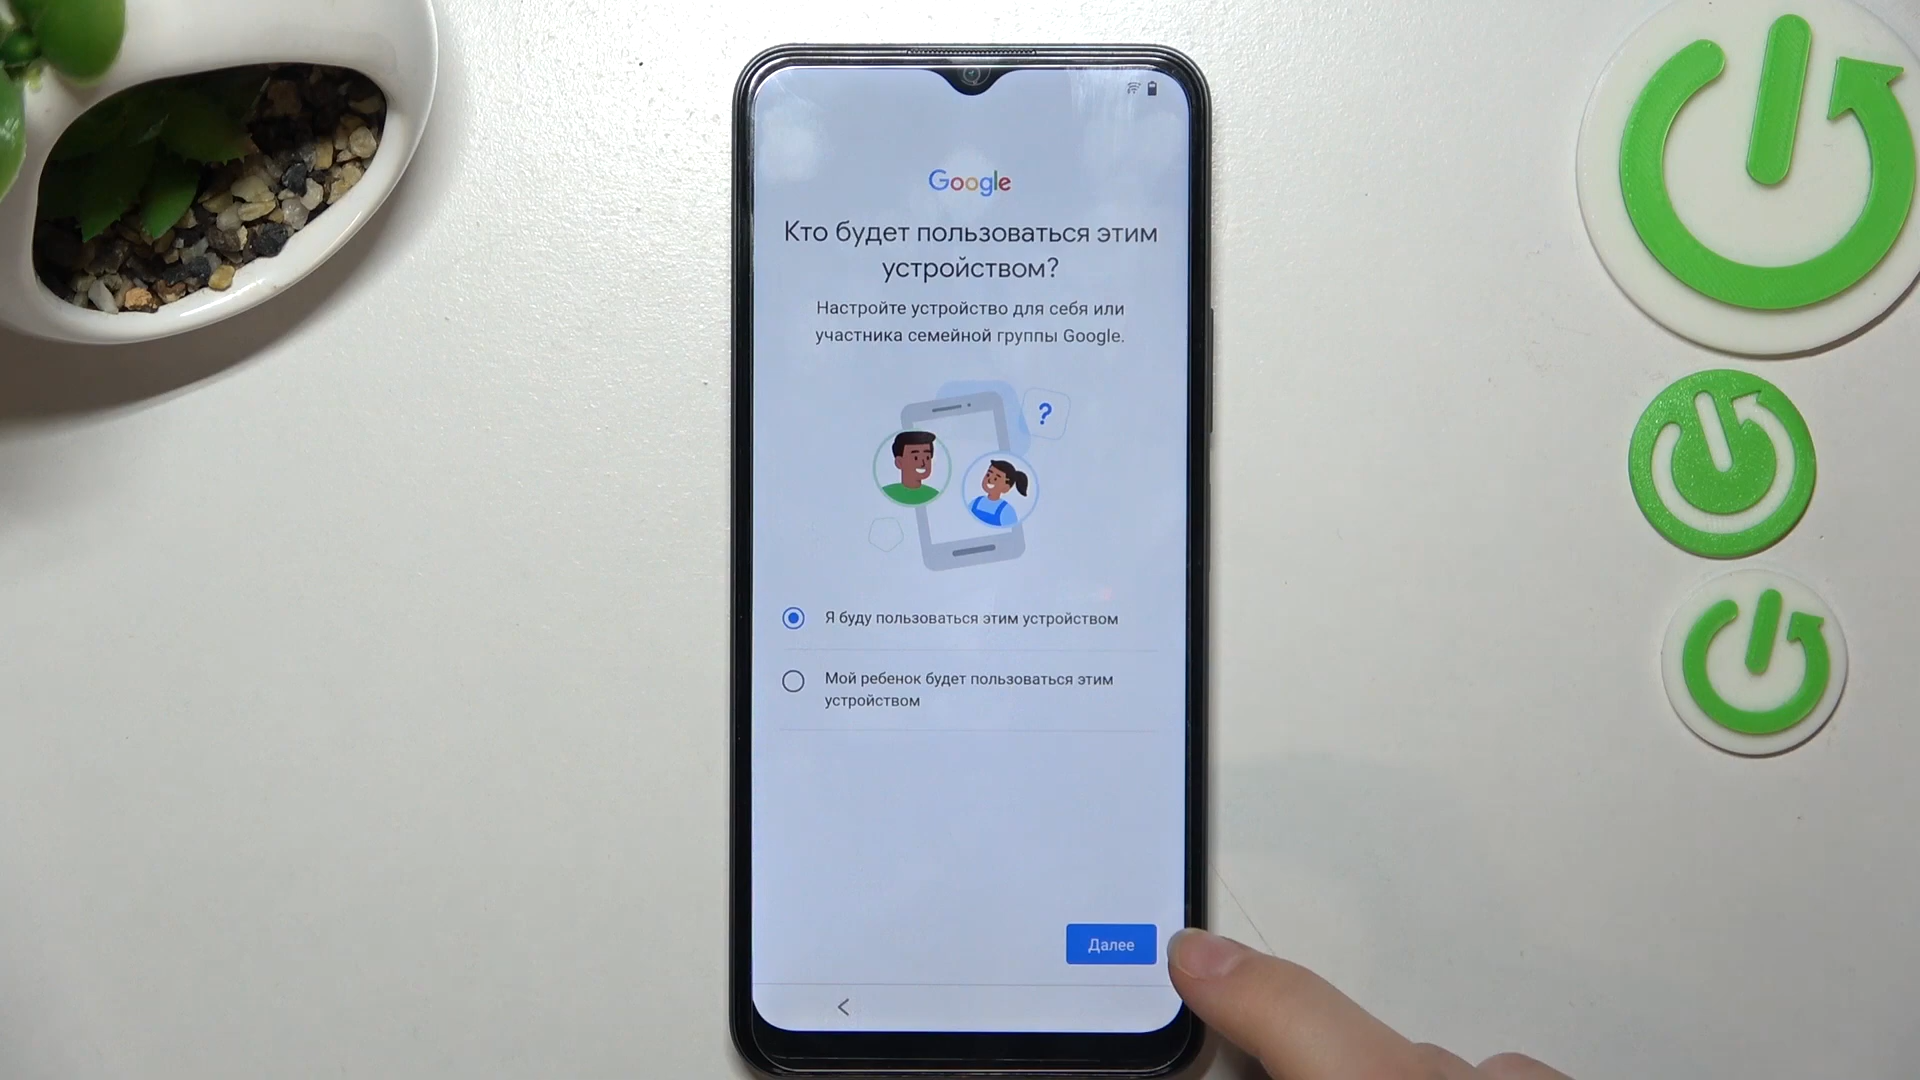 Google
Кто будет пользоваться этим
устройством?
Настройте устройство для себя или
участника семейной группы Google.
?
Я буду пользоваться этим устройством
Мой ребенок будет пользоваться этим
устройством
Далее